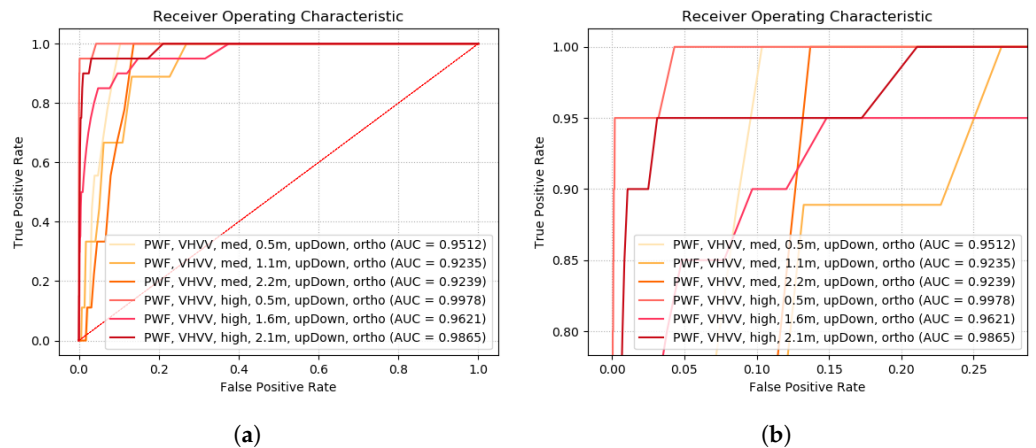 Receiver Operating Characteristic
True Positive Rate
1.0
0.8
0.6
0.4
0.2
0.0
PWF, VHVV, med, 0.5m, upDown, ortho (AUC = 0.9512)
PWF, VHVV, med, 1.1m, upDown, ortho (AUC = 0.9235)
PWF, VHVV, med, 2.2m, upDown, ortho (AUC = 0.9239)
PWF, VHVV, high, 0.5m, upDown, ortho (AUC = 0.9978)
PWF, VHVV, high, 1.6m, upDown, ortho (AUC = 0.9621)
PWF, VHVV, high, 2.1m, upDown, ortho (AUC = 0.9865)
0.0 0.2 0.4 0.6 0.8 1.0
False Positive Rate
(a)
Receiver Operating Characteristic
True Positive Rate
1.00
0.95
0.90
0.85
0.80
PWF, VHVV, med, 0.5m, upDown, ortho (AUC = 0.9512)
PWF, VHVV, med, 1.1m, upDown, ortho (AUC = 0.9235)
PWF, VHVV, med, 2.2m, upDown, ortho (AUC = 0.9239)
PWF, VHVV, high, 0.5m, upDown, ortho (AUC = 0.9978)
PWF, VHVV, high, 1.6m, upDown, ortho (AUC = 0.9621)
PWF, VHVV, high, 2.1m, upDown, ortho (AUC = 0.9865)
0.00 0.05 0.10 0.15 0.20 0.25
False Positive Rate
(b)